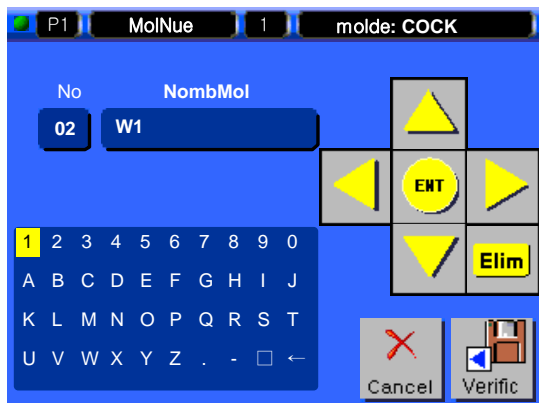 P1 MolNue 1 molde: COCK
No NombMol
02 W1
ENT
Elim
1 2 3 4 5 6 7 8 9 0
A B C D E F G H I J
K L M N O P Q R S T
U V W X Y Z . - □ ←
Cancel Verific